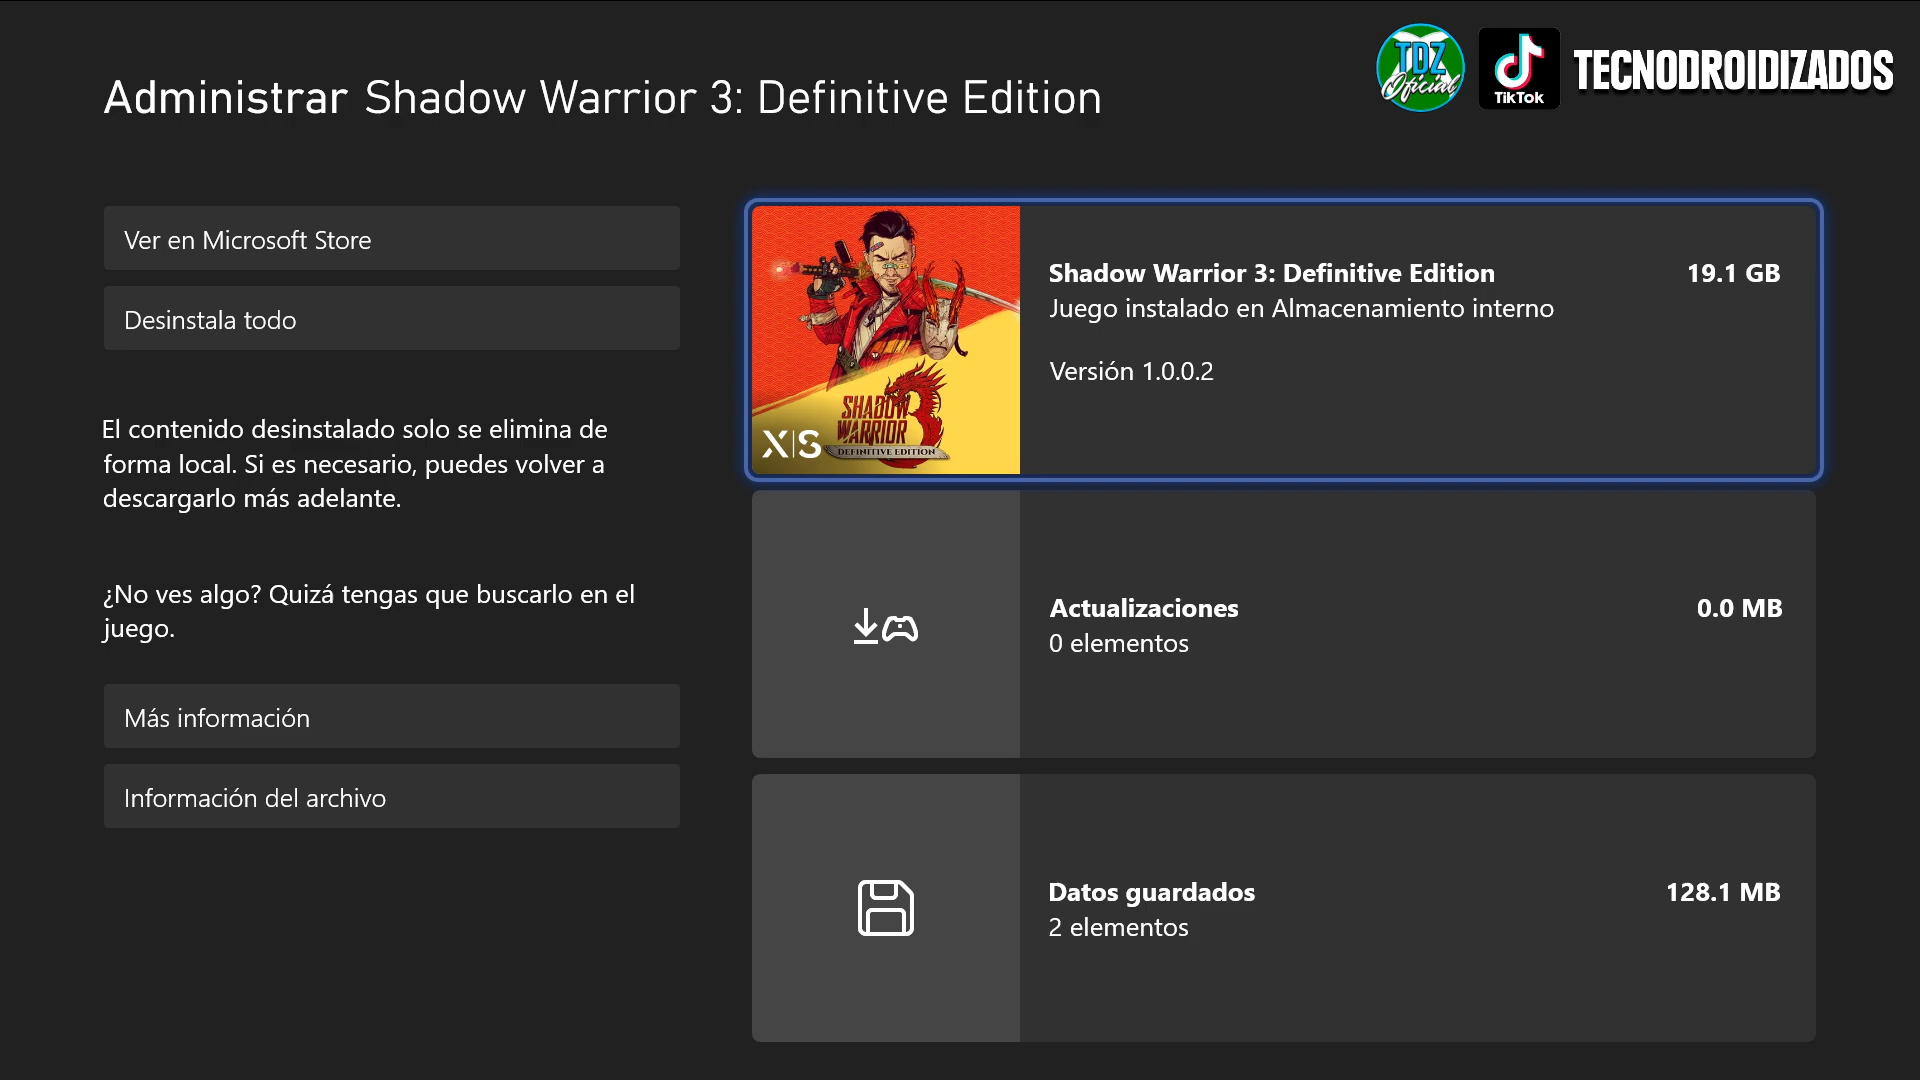 TDZ
Oficial
TikTok
TECNODROIDIZADOS
Administrar Shadow Warrior 3: Definitive Edition
Ver en Microsoft Store
Desinstala todo
El contenido desinstalado solo se elimina de
forma local. Si es necesario, puedes volver a
descargarlo más adelante.
¿No ves algo? Quizá tengas que buscarlo en el
juego.
Más información
Información del archivo
X|S
SHADOW
WARRIOR
3
DEFINITIVE EDITION
Shadow Warrior 3: Definitive Edition 19.1 GB
Juego instalado en Almacenamiento interno
Versión 1.0.0.2
Actualizaciones 0.0 MB
0 elementos
Datos guardados 128.1 MB
2 elementos